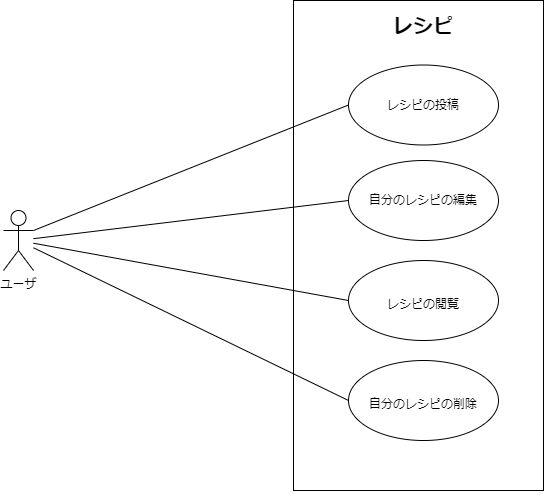 レシピ
レシピの投稿
自分のレシピの編集
ユーザ
レシピの閲覧
自分のレシピの削除